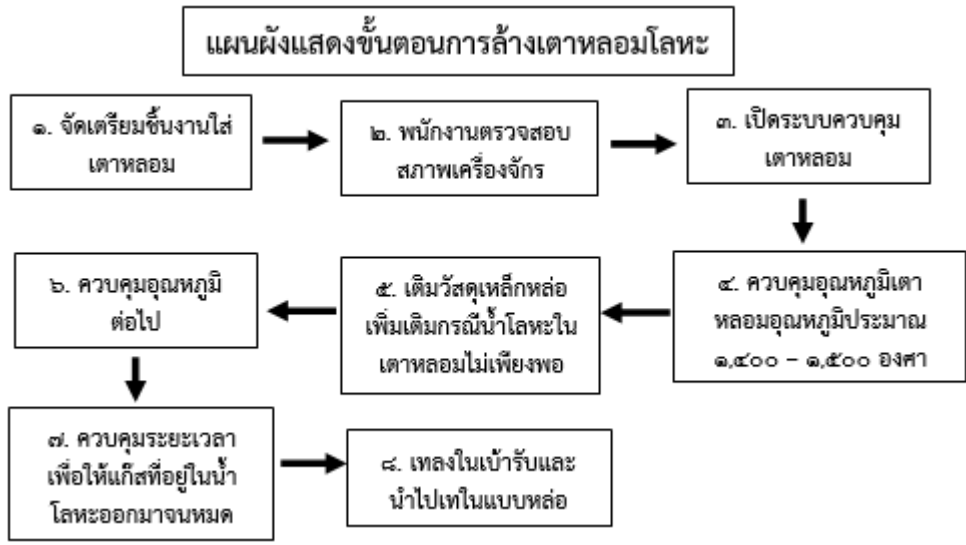 แผนผังแสดงขั้นตอนการล้างเตาหลอมโลหะ
๑. จัดเตรียมชิ้นงานใส่
เตาหลอม
๒. พนักงานตรวจสอบ
สภาพเครื่องจักร
๓. เปิดระบบควบคุม
เตาหลอม
๔. ควบคุมอุณหภูมิเตา
หลอมอุณหภูมิประมาณ
๑,๔๐๐ – ๑,๕๐๐ องศา
๕. เติมวัสดุเหล็กหล่อ
เพิ่มเติมกรณีน้ำโลหะใน
เตาหลอมไม่เพียงพอ
๖. ควบคุมอุณหภูมิ
ต่อไป
๗. ควบคุมระยะเวลา
เพื่อให้แก๊สที่อยู่ในน้ำ
โลหะออกมาจนหมด
๘. เทลงในเบ้ารับและ
นำไปเทในแบบหล่อ